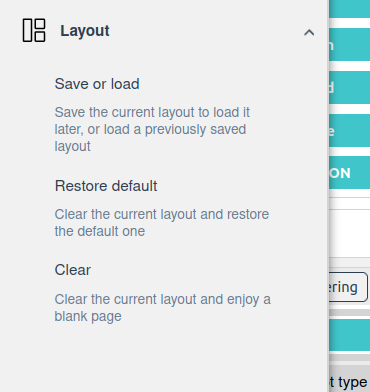 Layout
Save or load
Save the current layout to load it
later, or load a previously saved
layout
Restore default
Clear the current layout and restore
the default one
Clear
Clear the current layout and enjoy a
blank page
ON
ering
t type